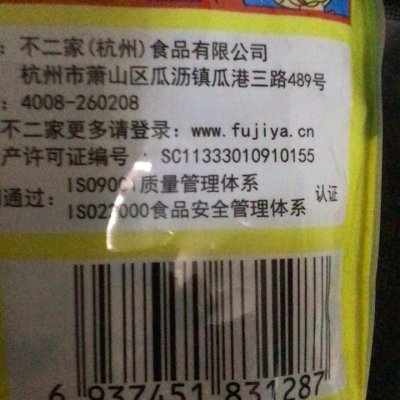 : 不二家(杭州)食品有限公司
杭州市萧山区瓜沥镇瓜港三路489号
: 4008-260208
不二家更多请登录: www.fujiya.cn
产许可证编号: SC11333010910155
通过: ISO9001质量管理体系
ISO22000食品安全管理体系
认证
6 937451 831287